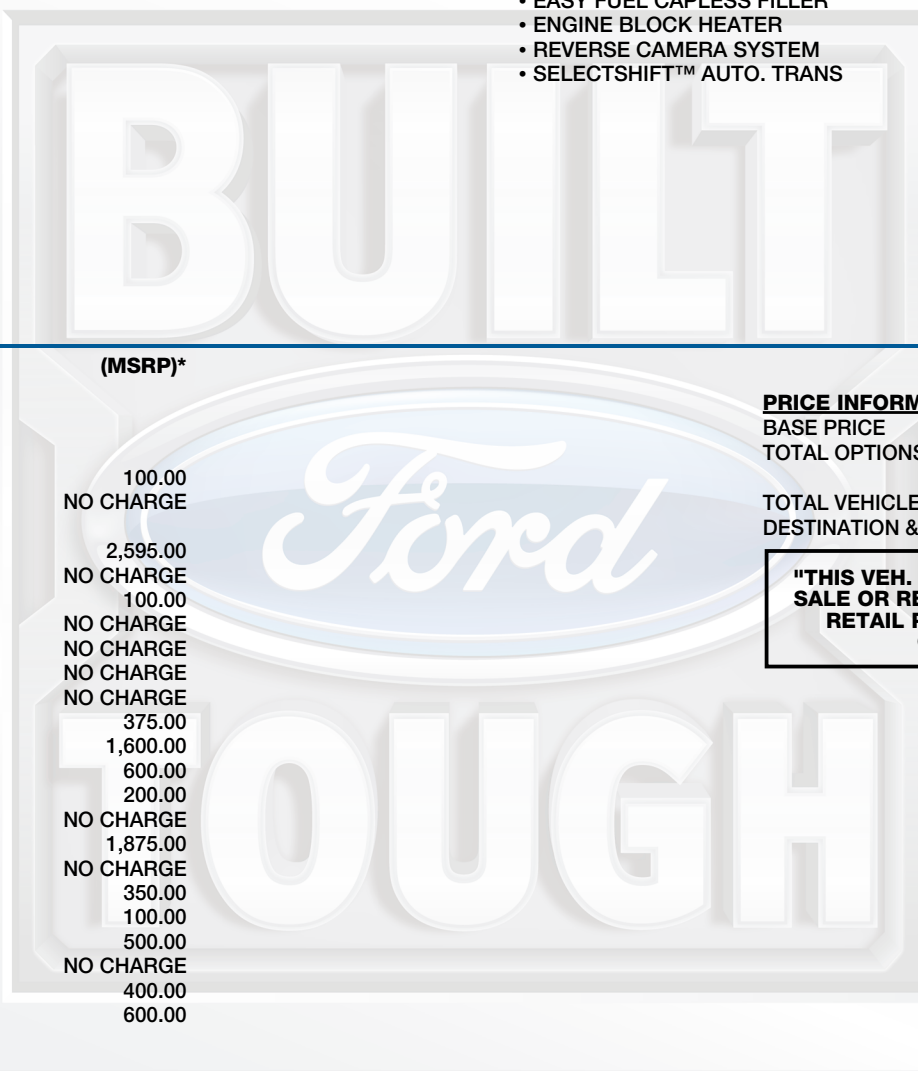 • EASY FUEL CAPLESS FILLER
• ENGINE BLOCK HEATER
• REVERSE CAMERA SYSTEM
• SELECTSHIFT™ AUTO. TRANS
BUILT
(MSRP)*
100.00
NO CHARGE
2,595.00
NO CHARGE
100.00
NO CHARGE
NO CHARGE
NO CHARGE
NO CHARGE
375.00
1,600.00
600.00
200.00
NO CHARGE
1,875.00
NO CHARGE
350.00
100.00
500.00
NO CHARGE
400.00
600.00
Ford
TOUGH
PRICE INFORM
BASE PRICE
TOTAL OPTIONS
TOTAL VEHICLE
DESTINATION &
"THIS VEH.
SALE OR RE
RETAIL